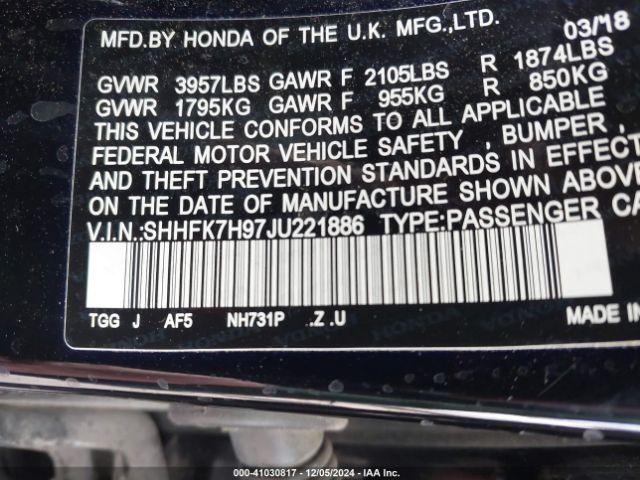 MFD.BY HONDA OF THE U.K. MFG.,LTD. 03/18
GVWR 3957LBS GAWR F 2105LBS R 1874LBS
GVWR 1795KG GAWR F 955KG R 850KG
THIS VEHICLE CONFORMS TO ALL APPLICABLE
FEDERAL MOTOR VEHICLE SAFETY , BUMPER ,
AND THEFT PREVENTION STANDARDS IN EFFECT
ON THE DATE OF MANUFACTURE SHOWN ABOVE
V.I.N.:SHHFK7H97JU221886 TYPE:PASSENGER CA
TGG J AF5 NH731P .Z .U MADE IN
00-41030817 - 12/05/2024 - IAA Inc.